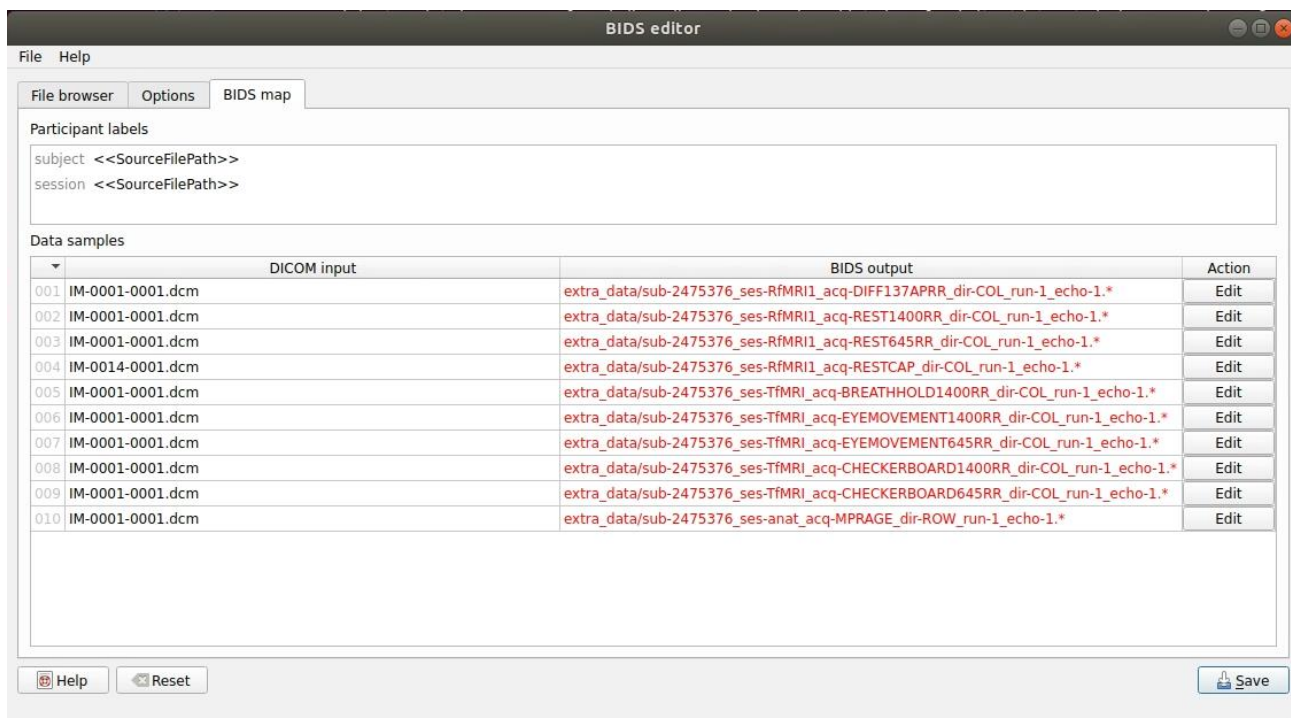 BIDS editor
File Help
File browser Options BIDS map
Participant labels
subject <<SourceFilePath>>
session <<SourceFilePath>>
Data samples
DICOM input BIDS output Action
001 IM-0001-0001.dcm extra_data/sub-2475376_ses-RfMRI1_acq-DIFF137APRR_dir-COL_run-1_echo-1.* Edit
002 IM-0001-0001.dcm extra_data/sub-2475376_ses-RfMRI1_acq-REST1400RR_dir-COL_run-1_echo-1.* Edit
003 IM-0001-0001.dcm extra_data/sub-2475376_ses-RfMRI1_acq-REST645RR_dir-COL_run-1_echo-1.* Edit
004 IM-0014-0001.dcm extra_data/sub-2475376_ses-RfMRI1_acq-RESTCAP_dir-COL_run-1_echo-1.* Edit
005 IM-0001-0001.dcm extra_data/sub-2475376_ses-TfMRI_acq-BREATHHOLD1400RR_dir-COL_run-1_echo-1.* Edit
006 IM-0001-0001.dcm extra_data/sub-2475376_ses-TfMRI_acq-EYEMOVEMENT1400RR_dir-COL_run-1_echo-1.* Edit
007 IM-0001-0001.dcm extra_data/sub-2475376_ses-TfMRI_acq-EYEMOVEMENT645RR_dir-COL_run-1_echo-1.* Edit
008 IM-0001-0001.dcm extra_data/sub-2475376_ses-TfMRI_acq-CHECKERBOARD1400RR_dir-COL_run-1_echo-1.* Edit
009 IM-0001-0001.dcm extra_data/sub-2475376_ses-TfMRI_acq-CHECKERBOARD645RR_dir-COL_run-1_echo-1.* Edit
010 IM-0001-0001.dcm extra_data/sub-2475376_ses-anat_acq-MPRAGE_dir-ROW_run-1_echo-1.* Edit
Help Reset Save